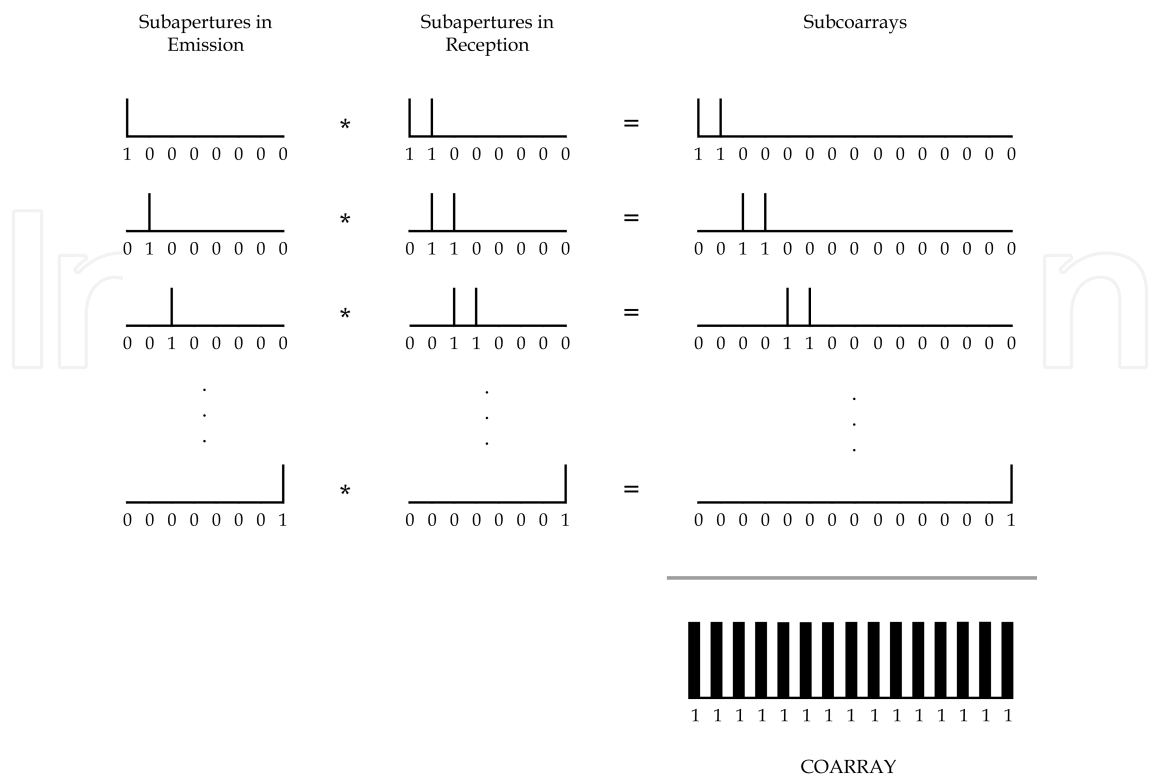 Subapertures in
Emission
Subapertures in
Reception
Subcoarrays
1 0 0 0 0 0 0 0 * 1 1 0 0 0 0 0 0 = 1 1 0 0 0 0 0 0 0 0 0 0 0 0 0
0 1 0 0 0 0 0 0 * 0 1 1 0 0 0 0 0 = 0 0 1 1 0 0 0 0 0 0 0 0 0 0 0
0 0 1 0 0 0 0 0 * 0 0 1 1 0 0 0 0 = 0 0 0 0 1 1 0 0 0 0 0 0 0 0 0
0 0 0 0 0 0 0 1 * 0 0 0 0 0 0 0 1 = 0 0 0 0 0 0 0 0 0 0 0 0 0 0 1
1 1 1 1 1 1 1 1 1 1 1 1 1 1 1
COARRAY